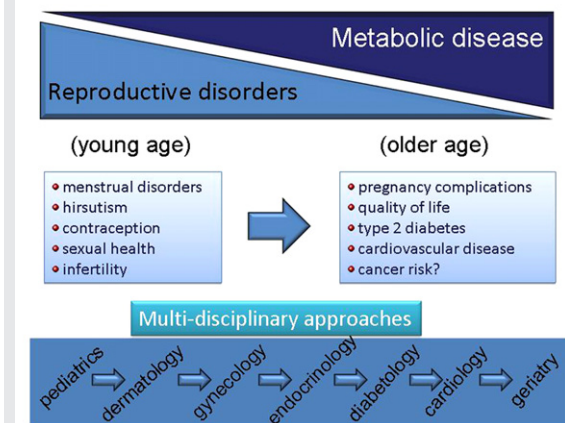 Metabolic disease
Reproductive disorders
(young age)
(older age)
menstrual disorders
hirsutism
contraception
sexual health
infertility
pregnancy complications
quality of life
type 2 diabetes
cardiovascular disease
cancer risk?
Multi-disciplinary approaches
pediatrics
dermatology
gynecology
endocrinology
diabetology
cardiology
geriatry